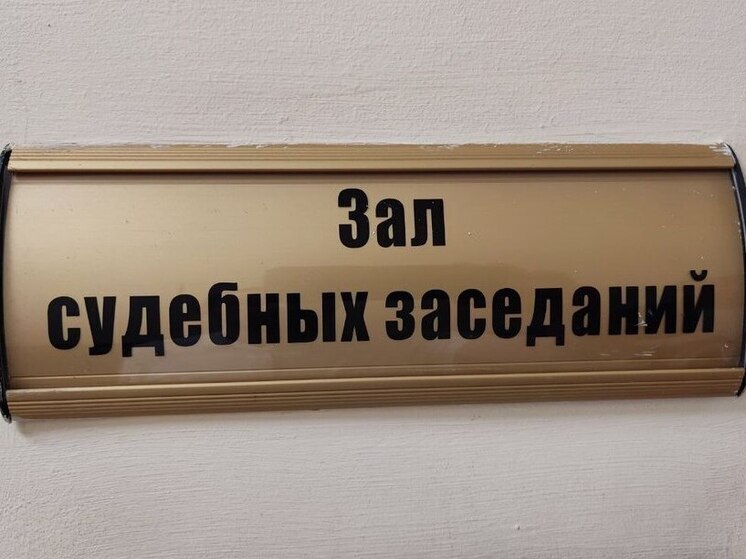 Зал
судебных заседаний